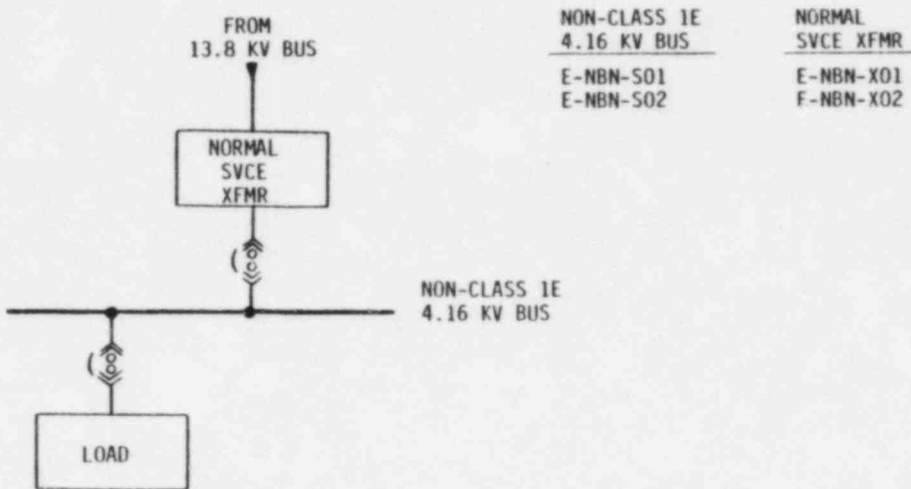 FROM
13.8 KV BUS
NORMAL
SVCE
XFMR
NON-CLASS 1E
4.16 KV BUS
LOAD
NON-CLASS 1E
4.16 KV BUS
E-NBN-S01
E-NBN-S02
NORMAL
SVCE XFMR
E-NBN-X01
E-NBN-X02